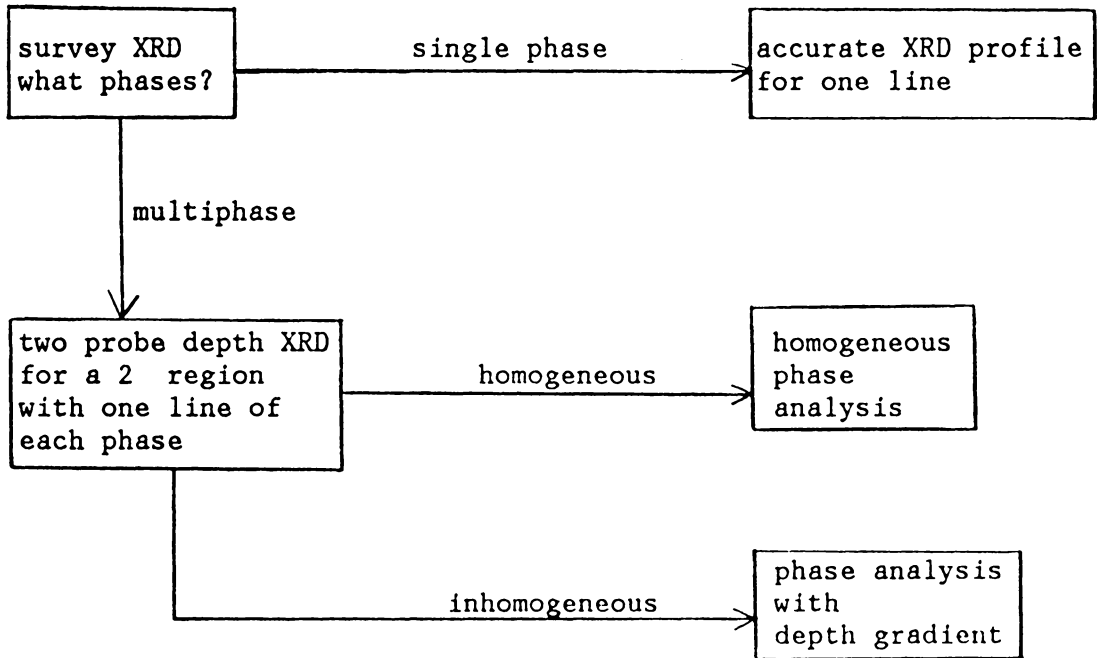 survey XRD
what phases?
single phase
accurate XRD profile
for one line
multiphase
two probe depth XRD
for a 2 region
with one line of
each phase
homogeneous
homogeneous
phase
analysis
inhomogeneous
phase analysis
with
depth gradient